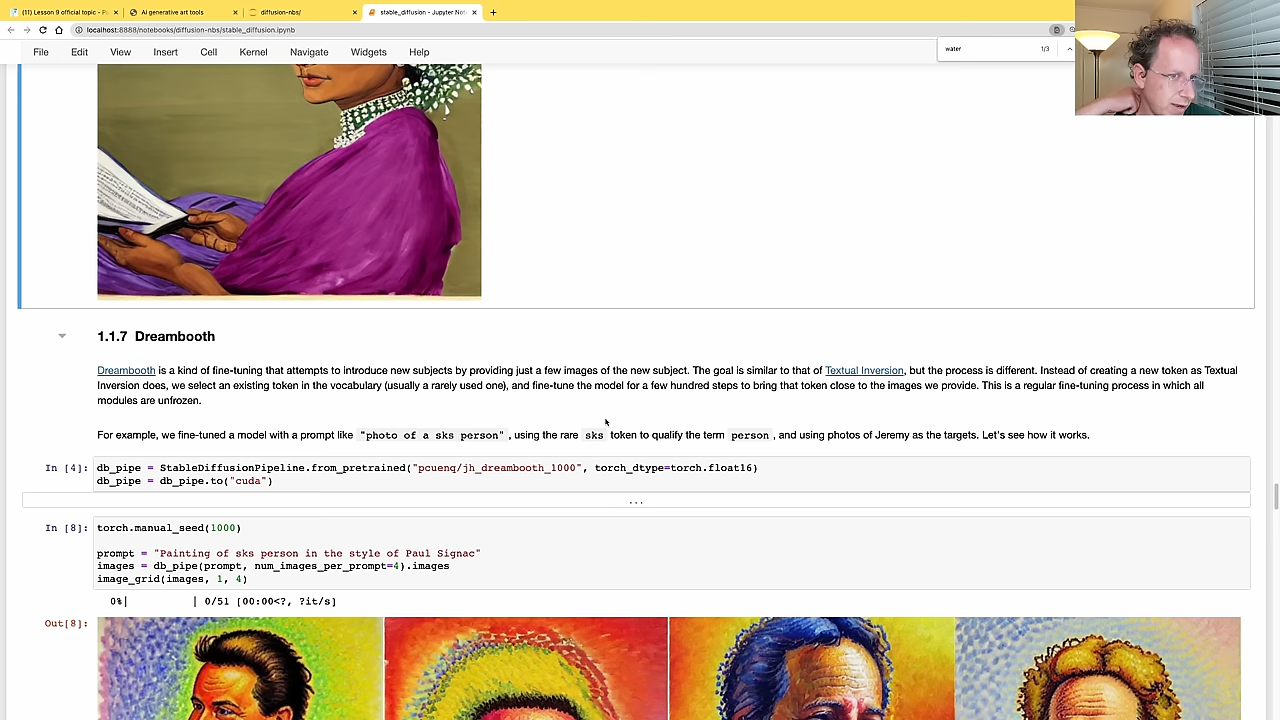 (11) Lesson 9 official topic - P
AI generative art tools
diffusion-nbs/
stable_diffusion - Jupyter Not
localhost:8888/notebooks/diffusion-nbs/stable_diffusion.ipynb
File Edit View Insert Cell Kernel Navigate Widgets Help
water 1/3
1.1.7 Dreambooth
Dreambooth is a kind of fine-tuning that attempts to introduce new subjects by providing just a few images of the new subject. The goal is similar to that of Textual Inversion, but the process is different. Instead of creating a new token as Textual
Inversion does, we select an existing token in the vocabulary (usually a rarely used one), and fine-tune the model for a few hundred steps to bring that token close to the images we provide. This is a regular fine-tuning process in which all
modules are unfrozen.
For example, we fine-tuned a model with a prompt like "photo of a sks person", using the rare sks token to qualify the term person, and using photos of Jeremy as the targets. Let's see how it works.
In [4]: db_pipe = StableDiffusionPipeline.from_pretrained("pcuenq/jh_dreambooth_1000", torch_dtype=torch.float16)
db_pipe = db_pipe.to("cuda")
...
In [8]: torch.manual_seed(1000)
prompt = "Painting of sks person in the style of Paul Signac"
images = db_pipe(prompt, num_images_per_prompt=4).images
image_grid(images, 1, 4)
0%| | 0/51 [00:00<?, ?it/s]
Out[8]: